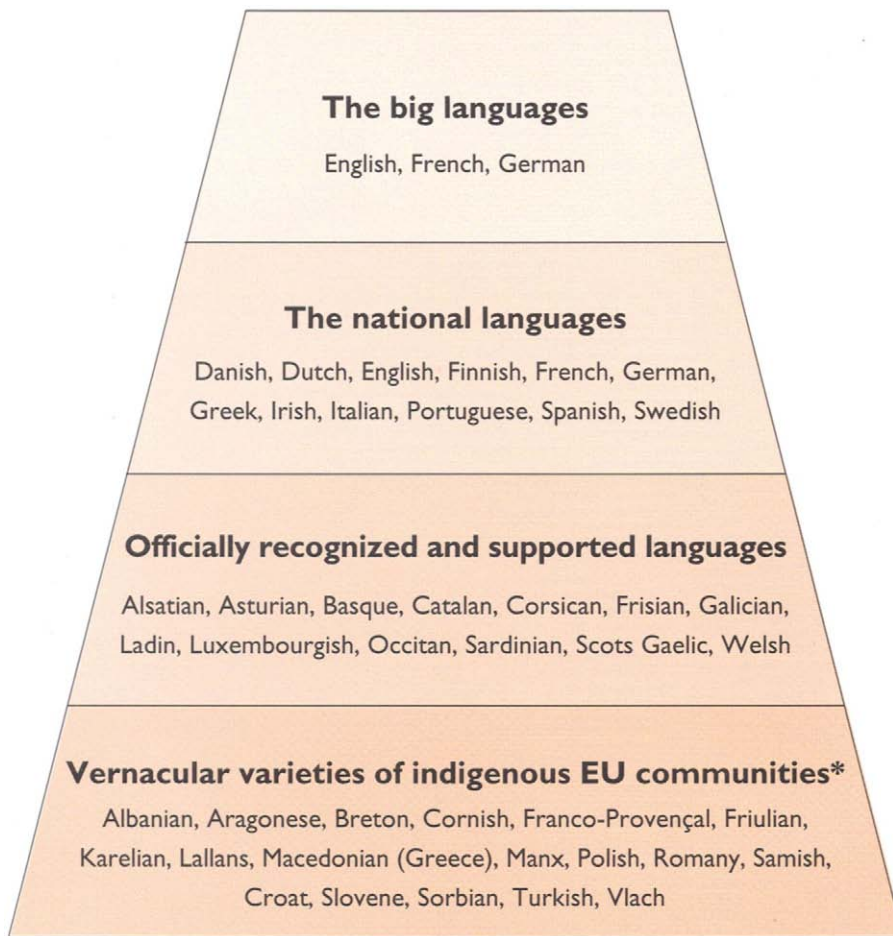 The big languages
English, French, German
The national languages
Danish, Dutch, English, Finnish, French, German,
Greek, Irish, Italian, Portuguese, Spanish, Swedish
Officially recognized and supported languages
Alsatian, Asturian, Basque, Catalan, Corsican, Frisian, Galician,
Ladin, Luxembourgish, Occitan, Sardinian, Scots Gaelic, Welsh
Vernacular varieties of indigenous EU communities*
Albanian, Aragonese, Breton, Cornish, Franco-Provençal, Friulian,
Karelian, Lallans, Macedonian (Greece), Manx, Polish, Romany, Samish,
Croat, Slovene, Sorbian, Turkish, Vlach